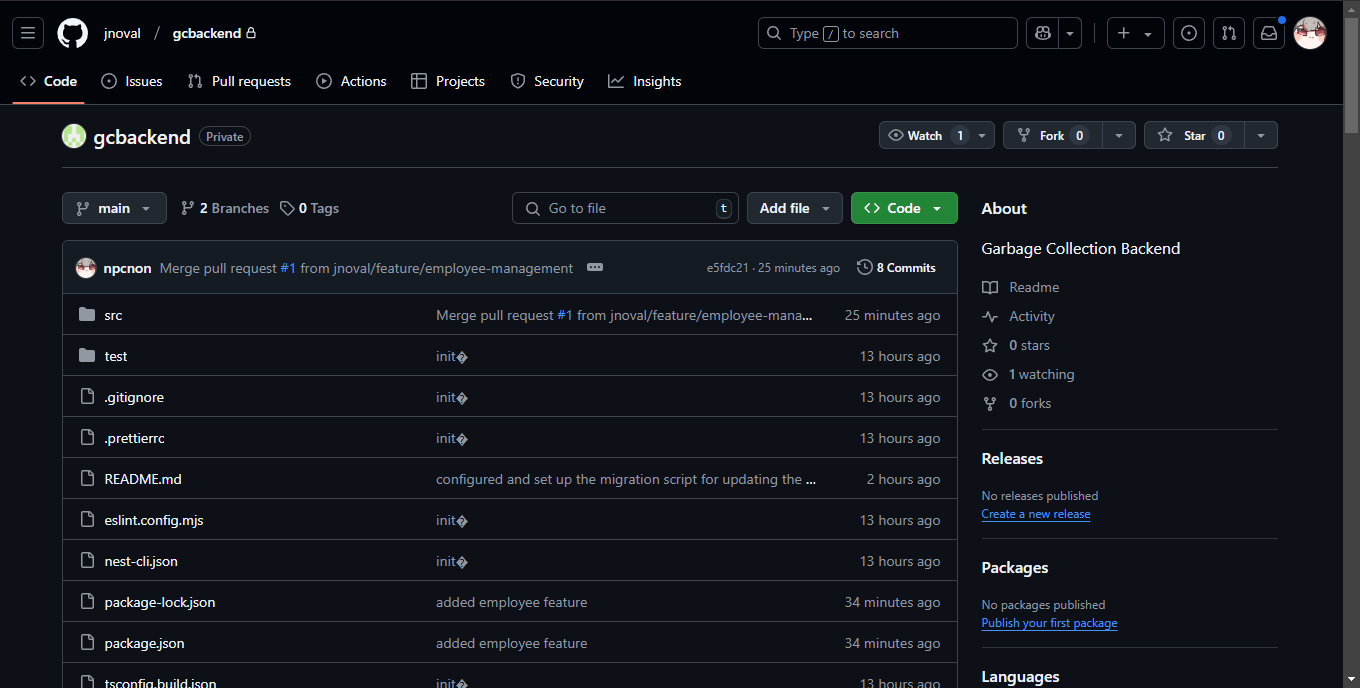 jnoval / gcbackend
Type / to search
Code Issues Pull requests Actions Projects Security Insights
gcbackend Private
Watch 1 Fork 0 Star 0
main 2 Branches 0 Tags
Go to file t
Add file
Code
npcnon Merge pull request #1 from jnoval/feature/employee-management e5fdc21 · 25 minutes ago 8 Commits
src Merge pull request #1 from jnoval/feature/employee-mana... 25 minutes ago
test init� 13 hours ago
.gitignore init� 13 hours ago
.prettierrc init� 13 hours ago
README.md configured and set up the migration script for updating the ... 2 hours ago
eslint.config.mjs init� 13 hours ago
nest-cli.json init� 13 hours ago
package-lock.json added employee feature 34 minutes ago
package.json added employee feature 34 minutes ago
tsconfig.build.json init� 13 hours ago
About
Garbage Collection Backend
Readme
Activity
0 stars
1 watching
0 forks
Releases
No releases published
Create a new release
Packages
No packages published
Publish your first package
Languages